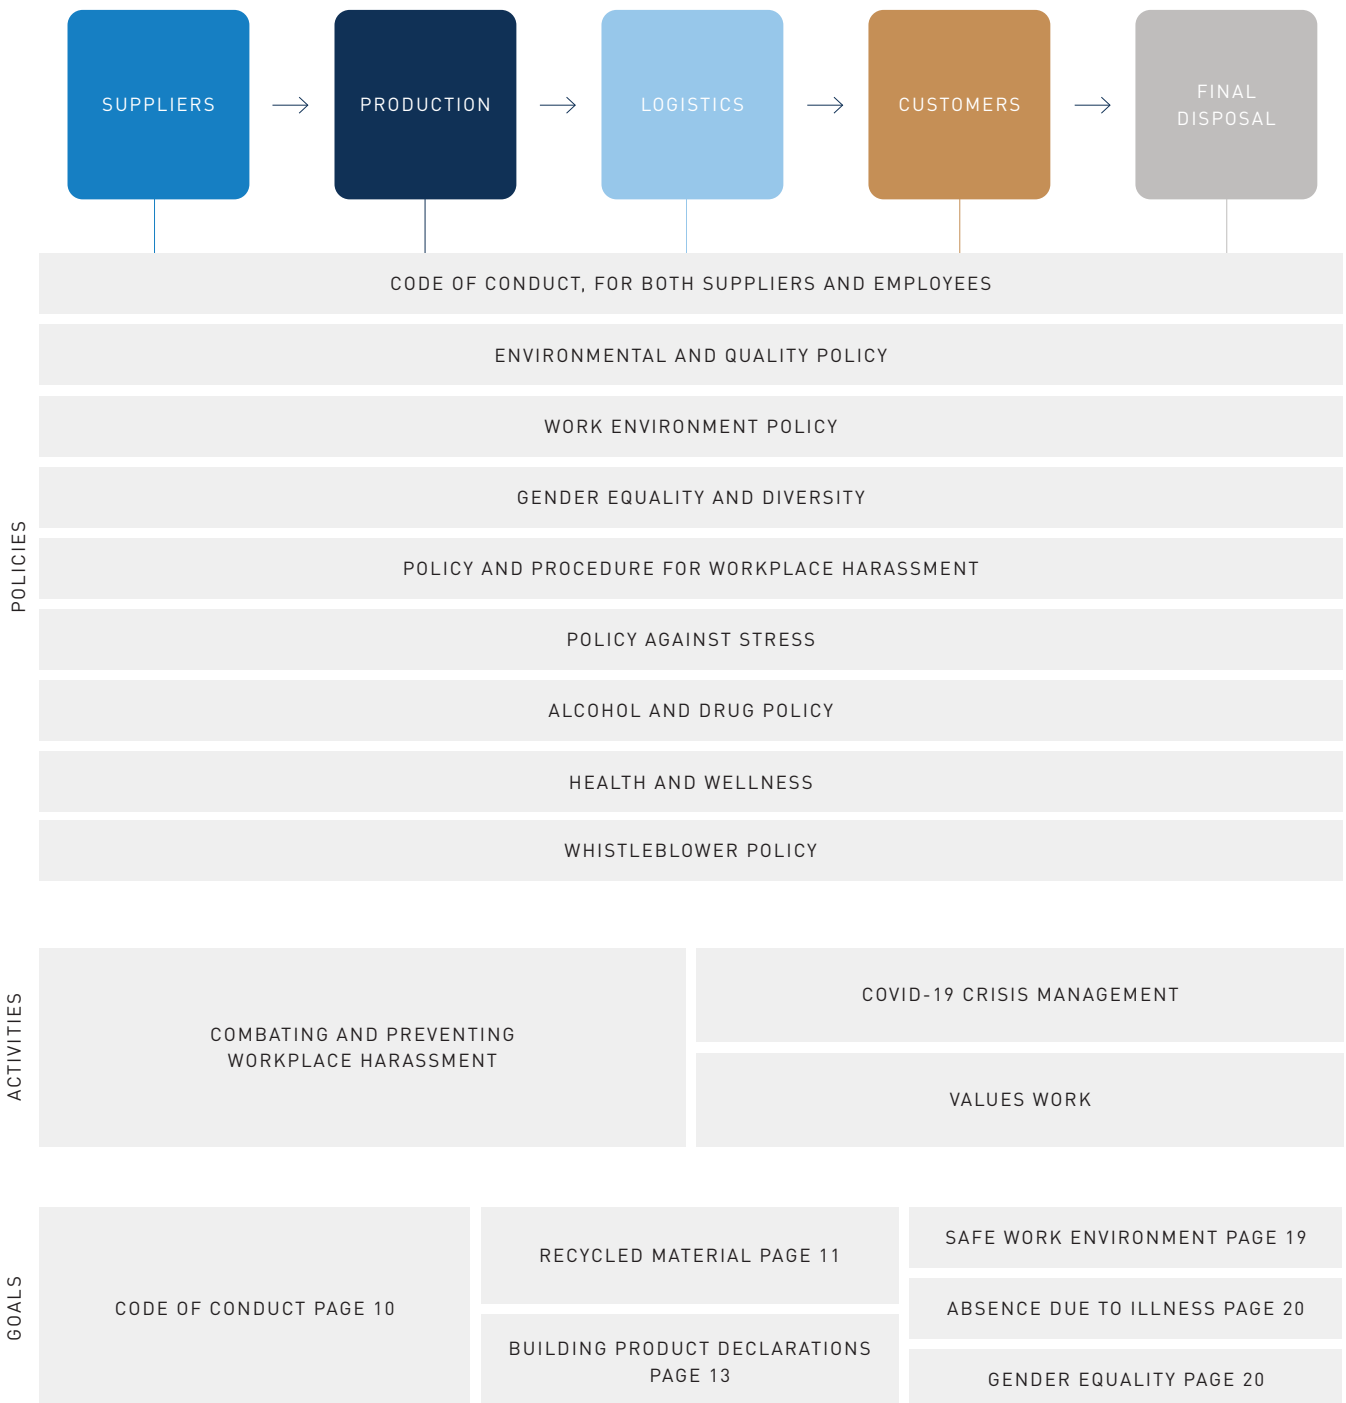 SUPPLIERS
PRODUCTION
LOGISTICS
CUSTOMERS
FINAL
DISPOSAL
POLICIES
CODE OF CONDUCT, FOR BOTH SUPPLIERS AND EMPLOYEES
ENVIRONMENTAL AND QUALITY POLICY
WORK ENVIRONMENT POLICY
GENDER EQUALITY AND DIVERSITY
POLICY AND PROCEDURE FOR WORKPLACE HARASSMENT
POLICY AGAINST STRESS
ALCOHOL AND DRUG POLICY
HEALTH AND WELLNESS
WHISTLEBLOWER POLICY
ACTIVITIES
COMBATING AND PREVENTING
WORKPLACE HARASSMENT
COVID-19 CRISIS MANAGEMENT
VALUES WORK
GOALS
CODE OF CONDUCT PAGE 10
RECYCLED MATERIAL PAGE 11
BUILDING PRODUCT DECLARATIONS
PAGE 13
SAFE WORK ENVIRONMENT PAGE 19
ABSENCE DUE TO ILLNESS PAGE 20
GENDER EQUALITY PAGE 20